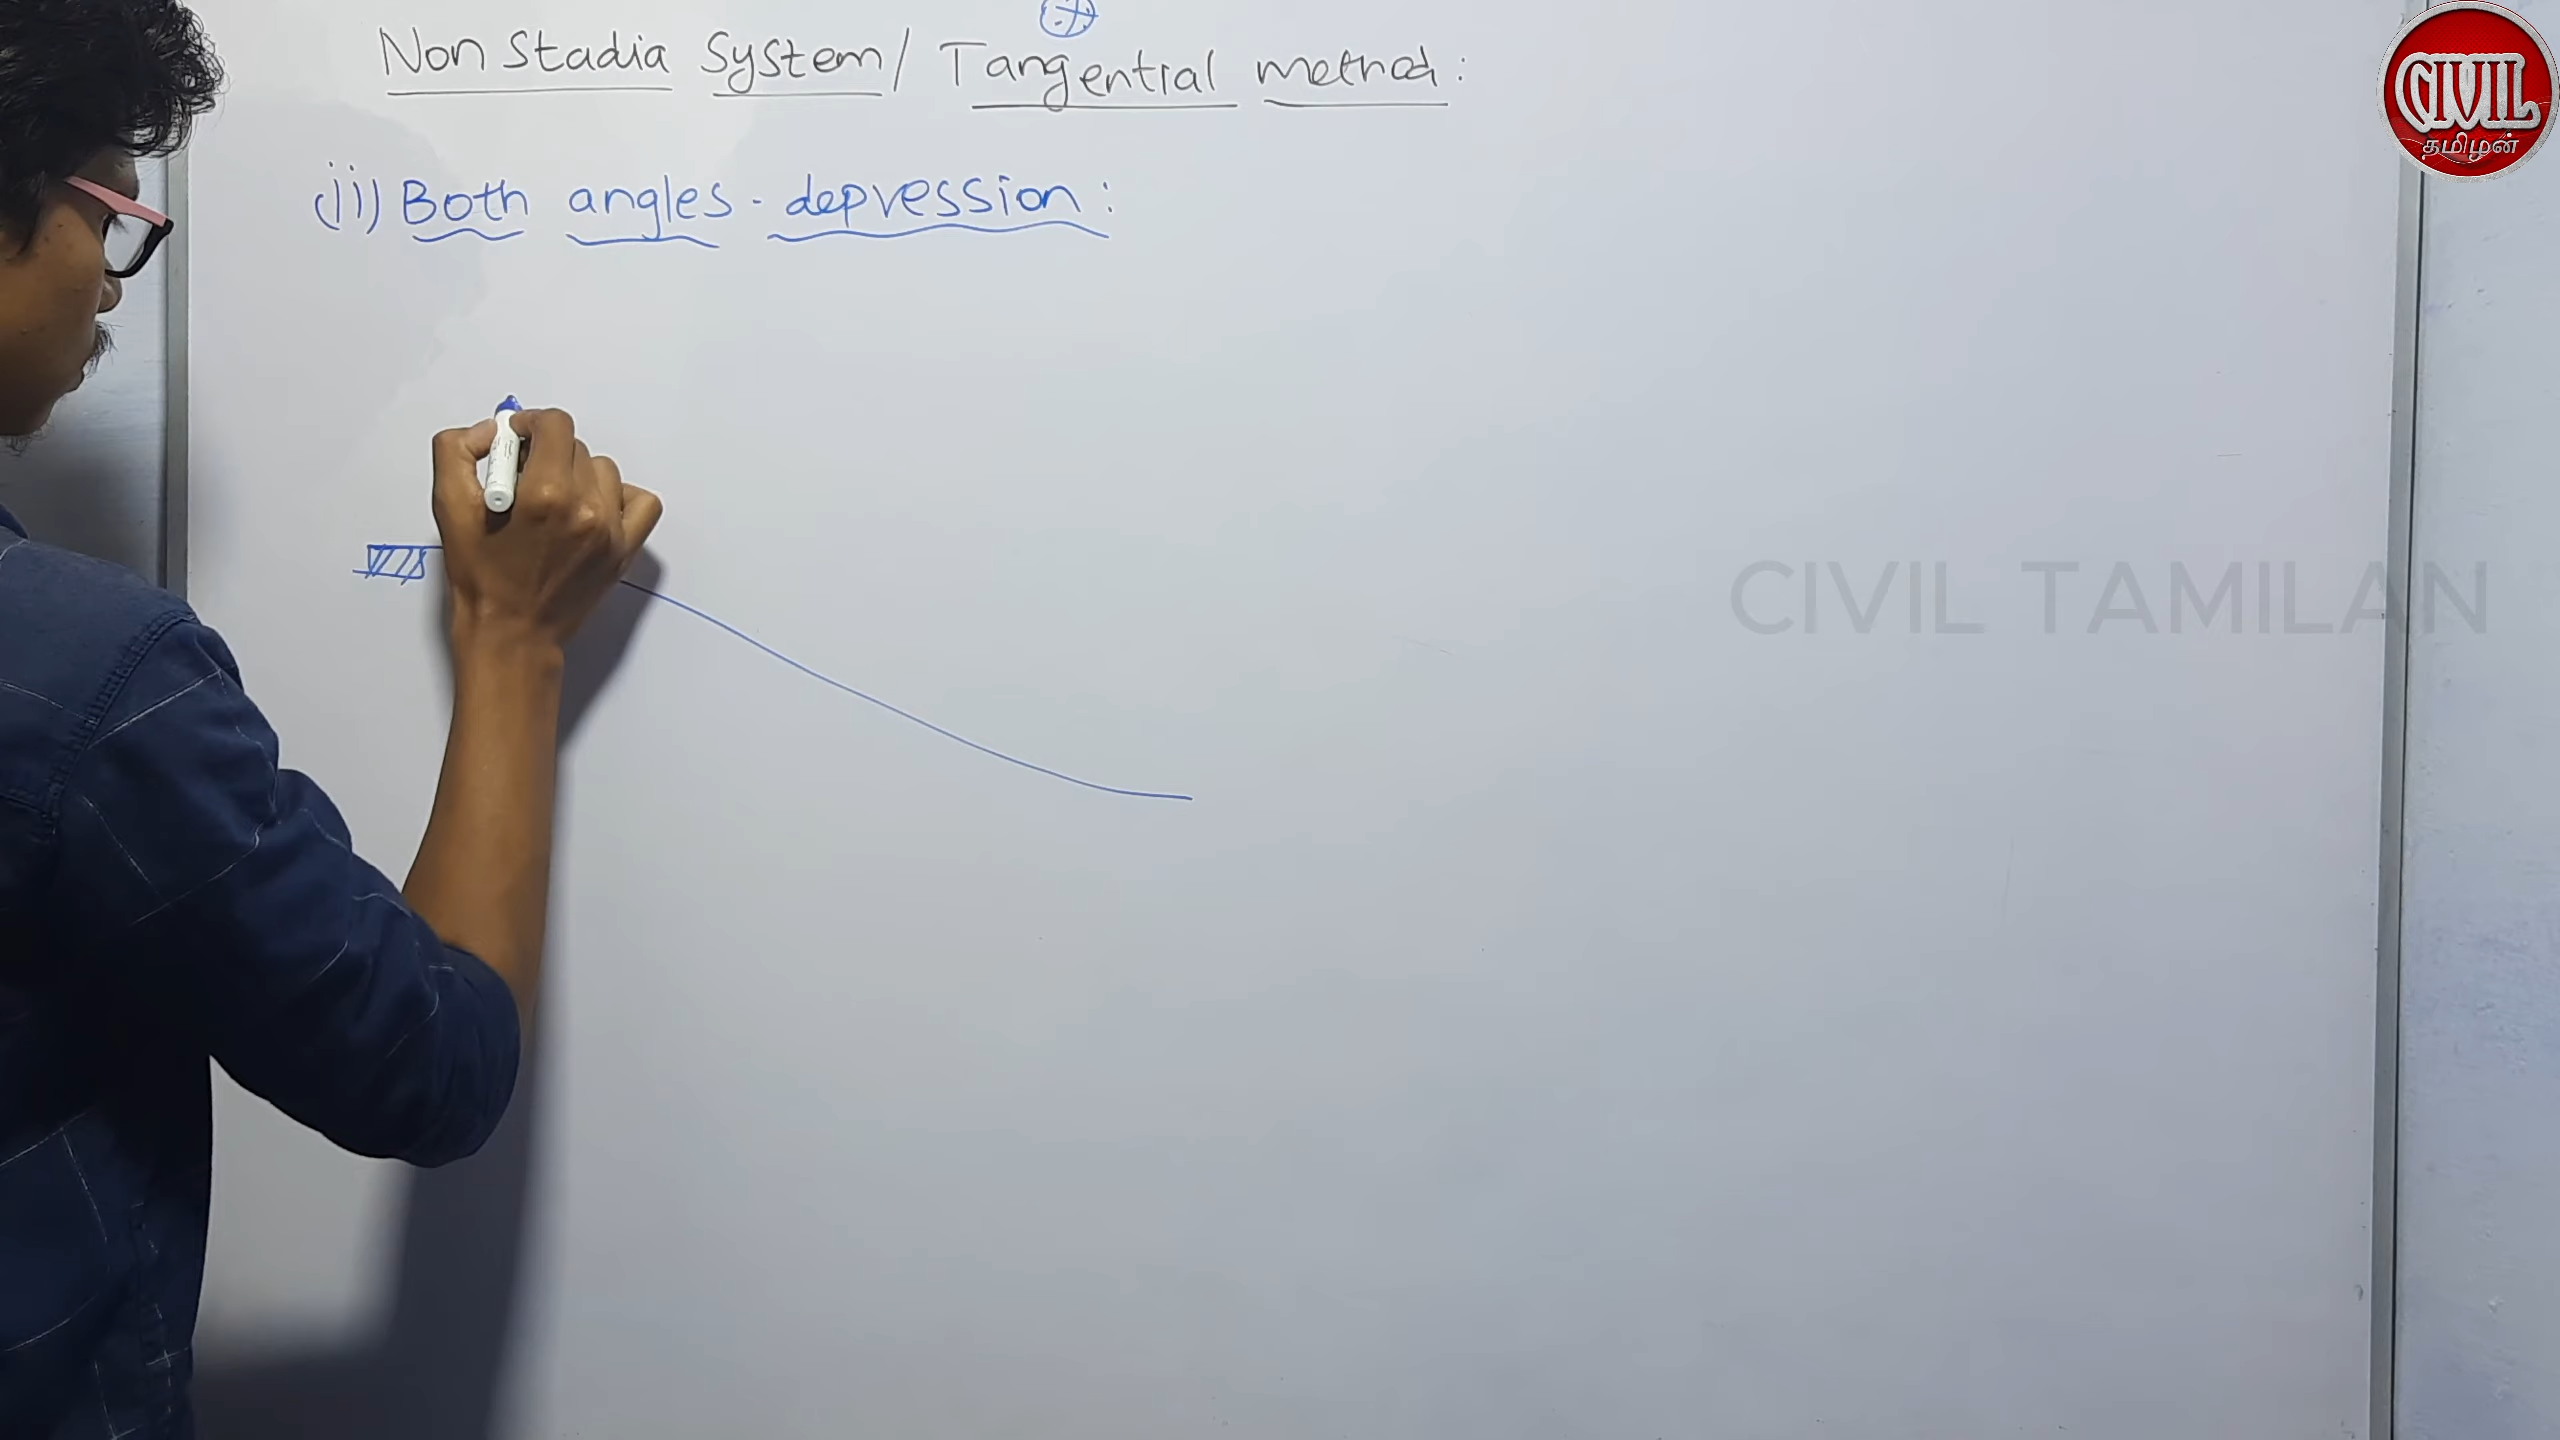 Non Stadia System/ Tangential method:
CIVIL
தமிழன்
(ii) Both angles - depression:
CIVIL TAMILAN